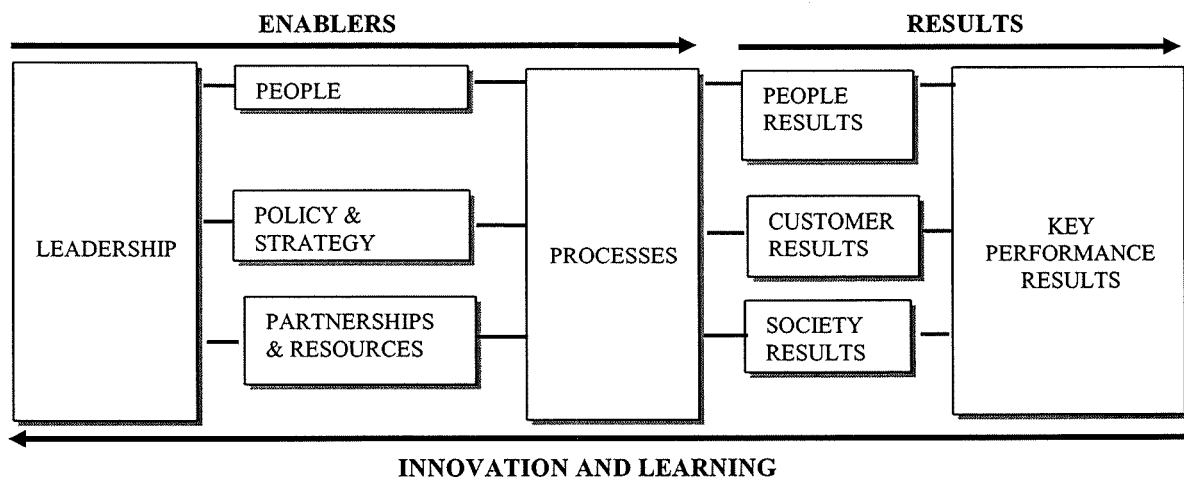 ENABLERS
RESULTS
LEADERSHIP
PEOPLE
POLICY &
STRATEGY
PARTNERSHIPS
& RESOURCES
PROCESSES
PEOPLE
RESULTS
CUSTOMER
RESULTS
SOCIETY
RESULTS
KEY
PERFORMANCE
RESULTS
INNOVATION AND LEARNING